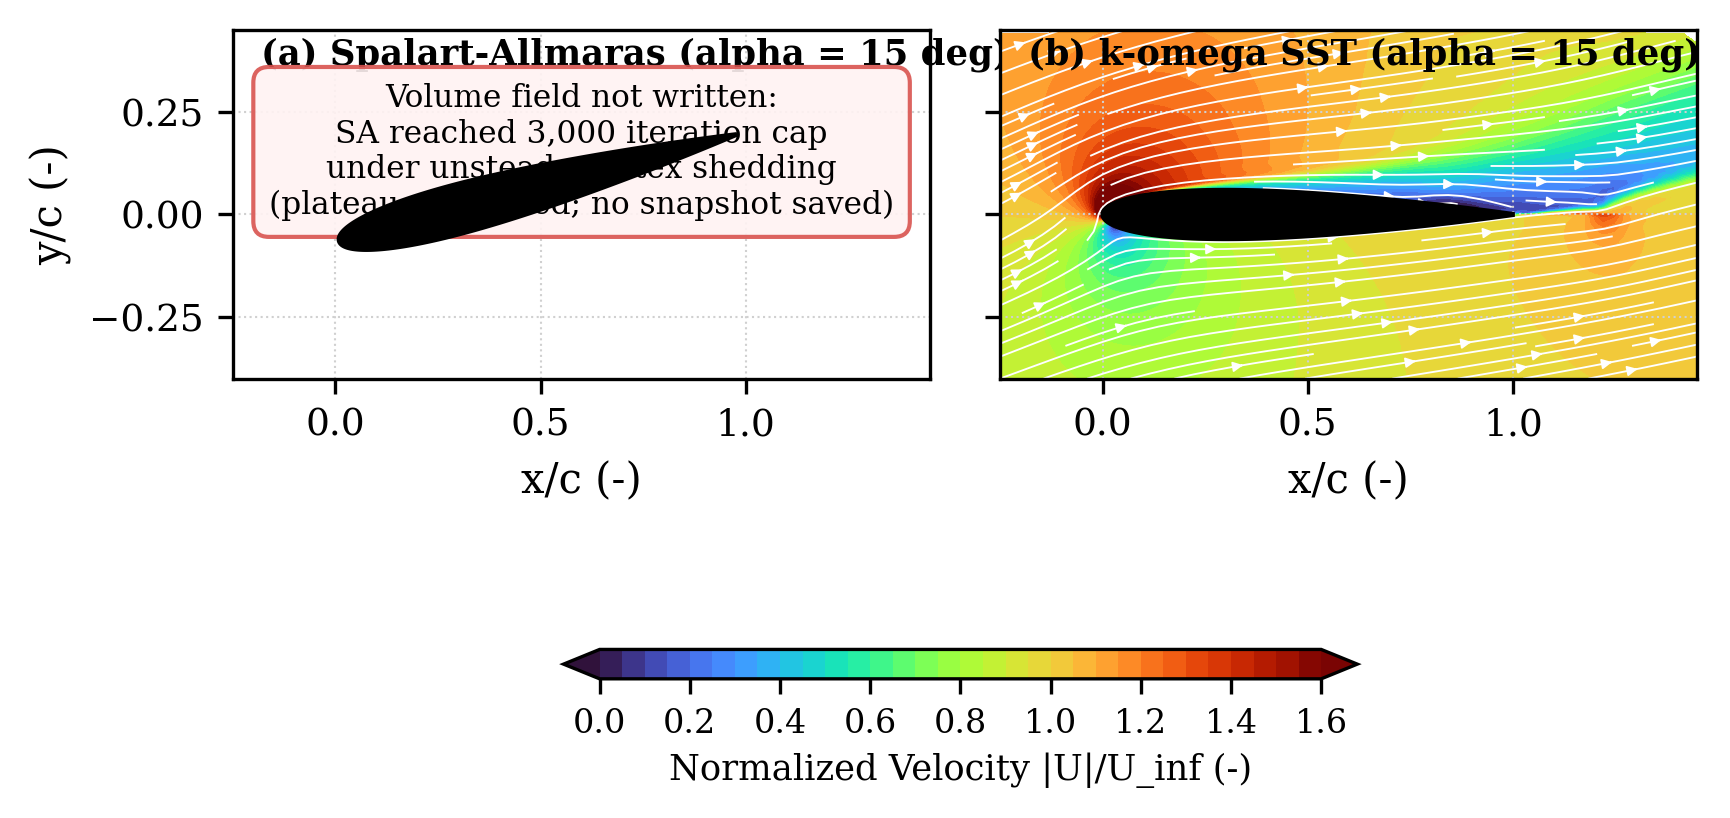 (a) Spalart-Allmaras (alpha = 15 deg)
(b) k-omega SST (alpha = 15 deg)
Volume field not written:
SA reached 3,000 iteration cap
under shedding
(plateau no snapshot saved)
y/c (-)
0.25
0.00
−0.25
0.0 0.5 1.0
0.0 0.5 1.0
x/c (-)
x/c (-)
0.0 0.2 0.4 0.6 0.8 1.0 1.2 1.4 1.6
Normalized Velocity |U|/U_inf (-)